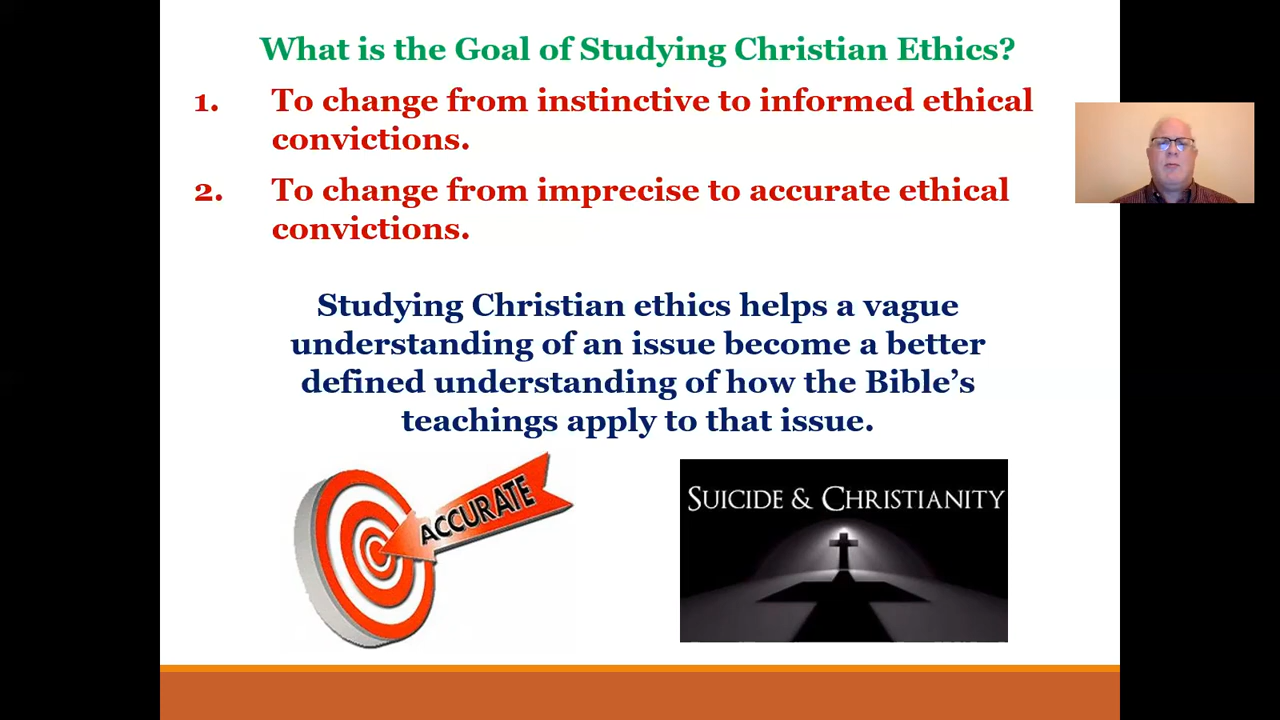 What is the Goal of Studying Christian Ethics?
1. To change from instinctive to informed ethical
convictions.
2. To change from imprecise to accurate ethical
convictions.
Studying Christian ethics helps a vague
understanding of an issue become a better
defined understanding of how the Bible's
teachings apply to that issue.
ACCURATE
SUICIDE & CHRISTIANITY